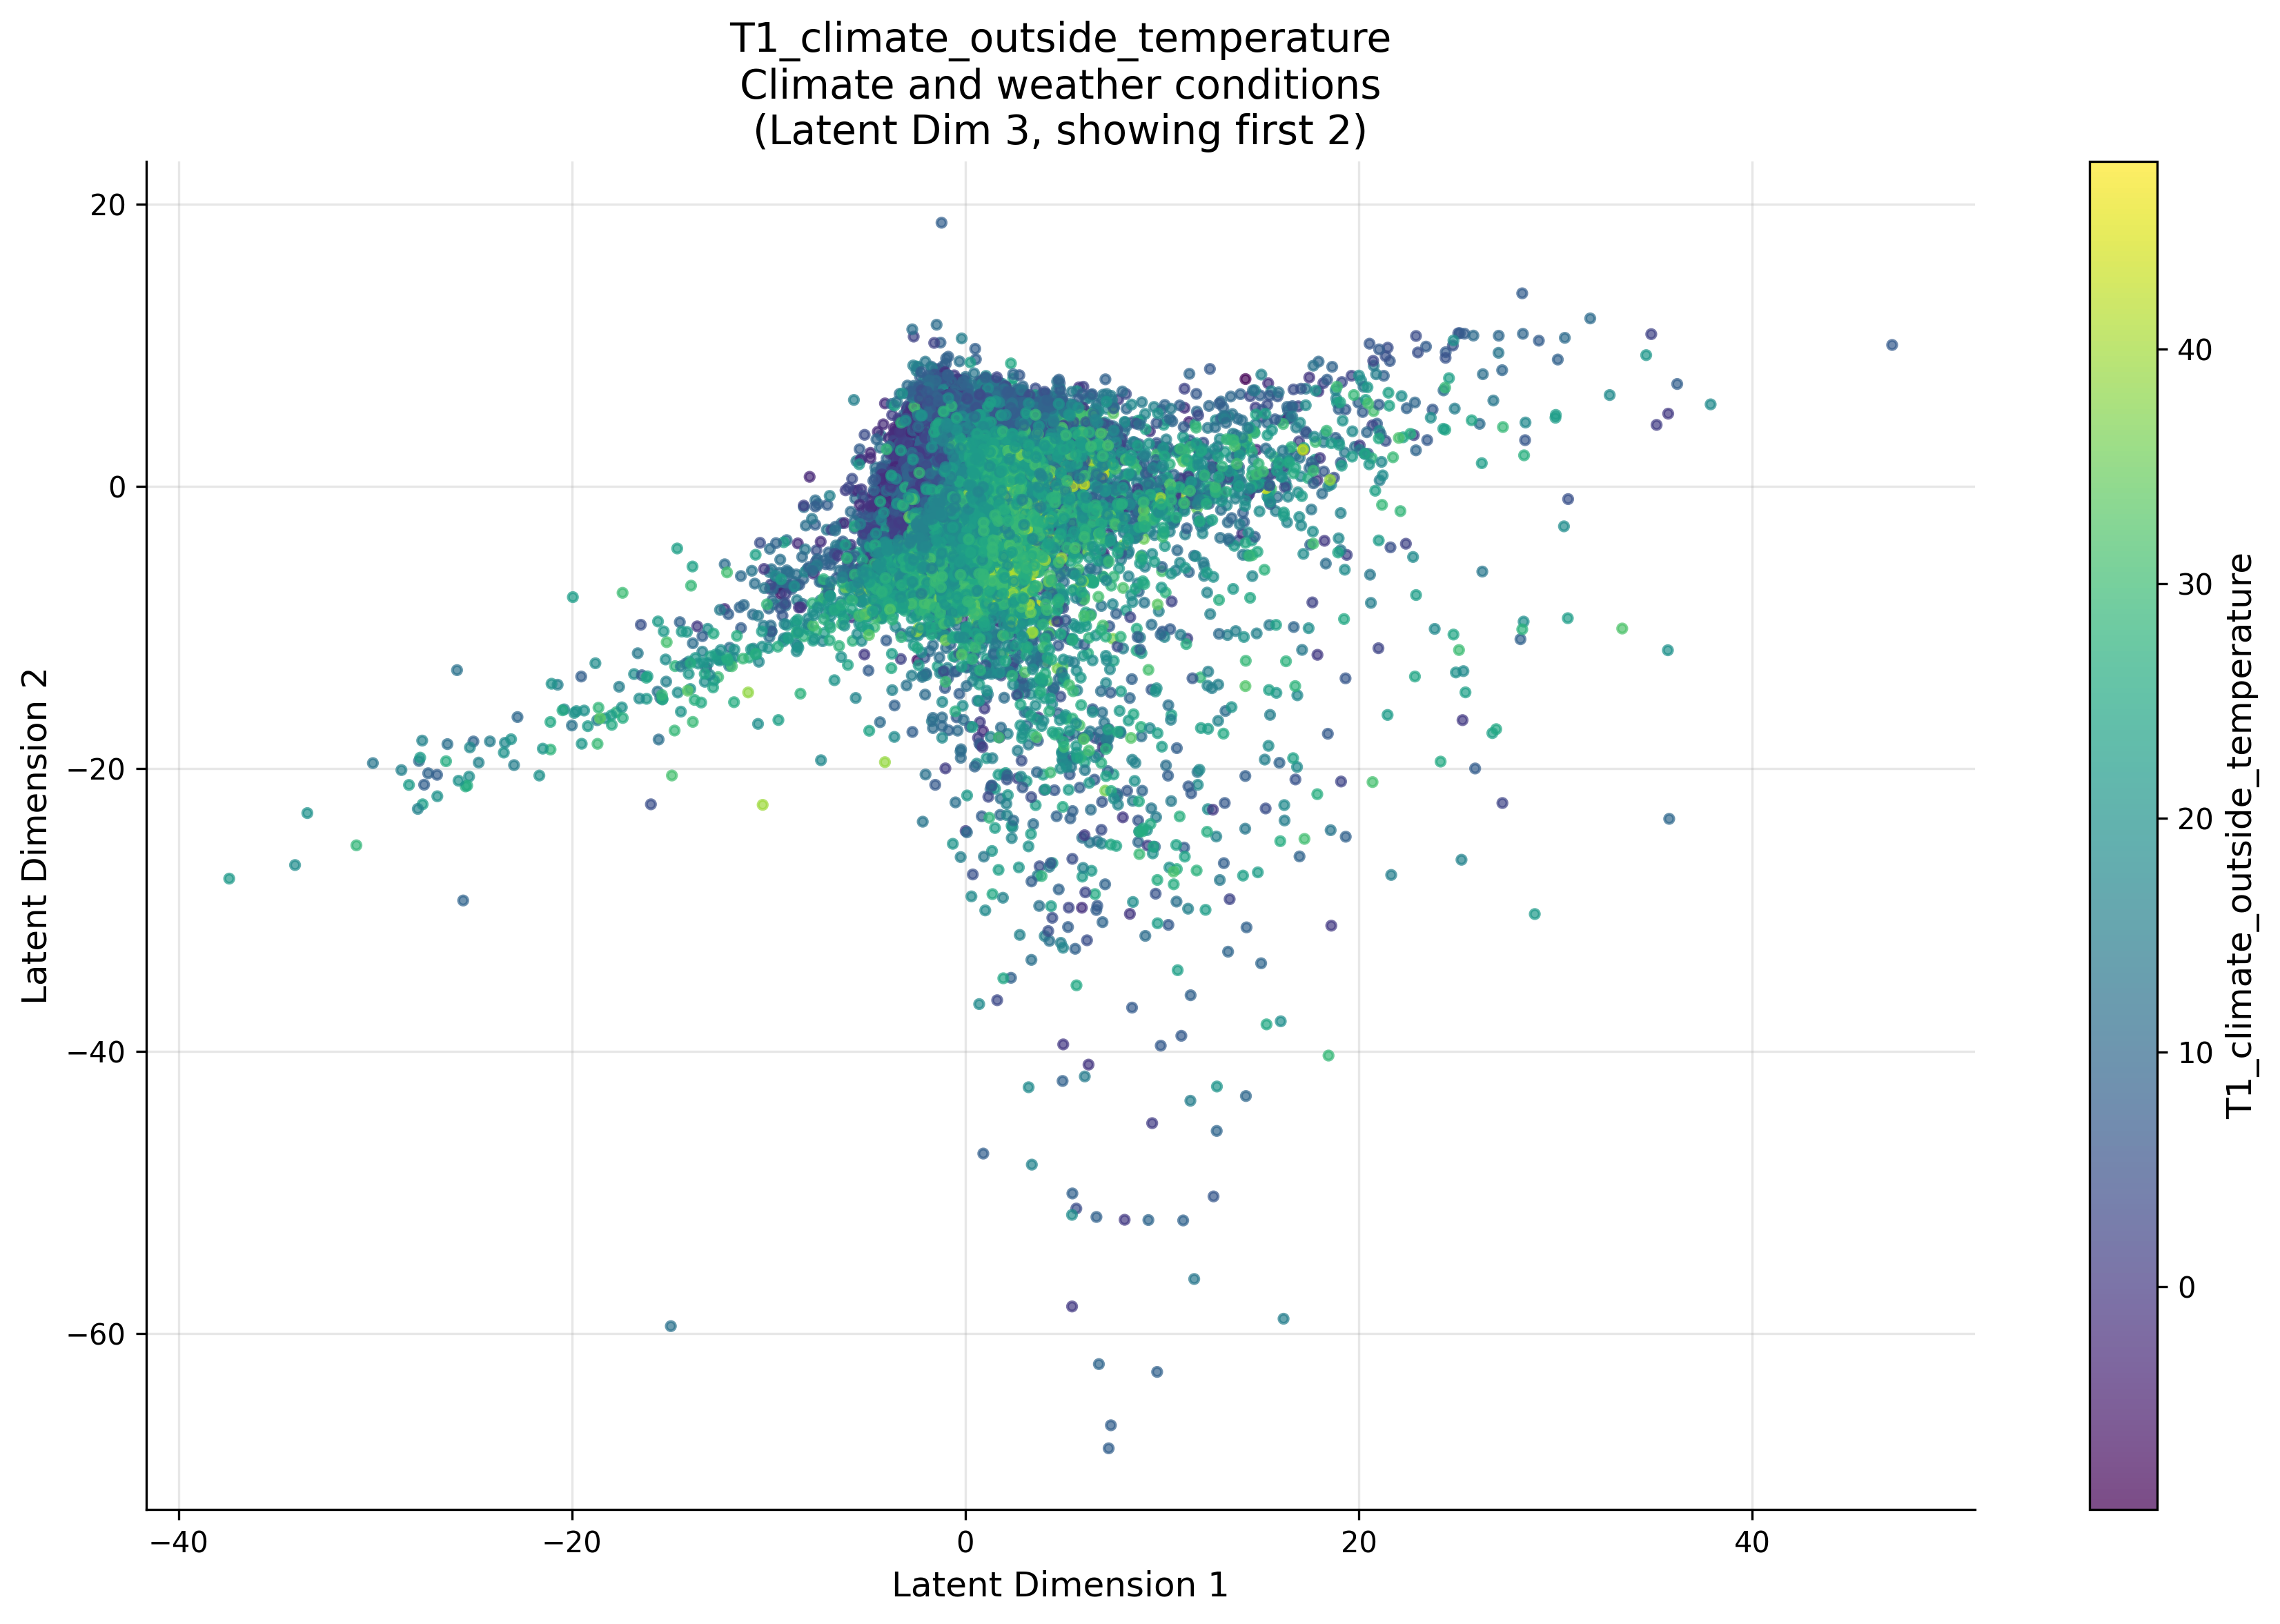 T1_climate_outside_temperature
Climate and weather conditions
(Latent Dim 3, showing first 2)
20
0
−20
−40
−60
Latent Dimension 2
−40
−20
0
20
40
Latent Dimension 1
40
30
20
10
0
T1_climate_outside_temperature